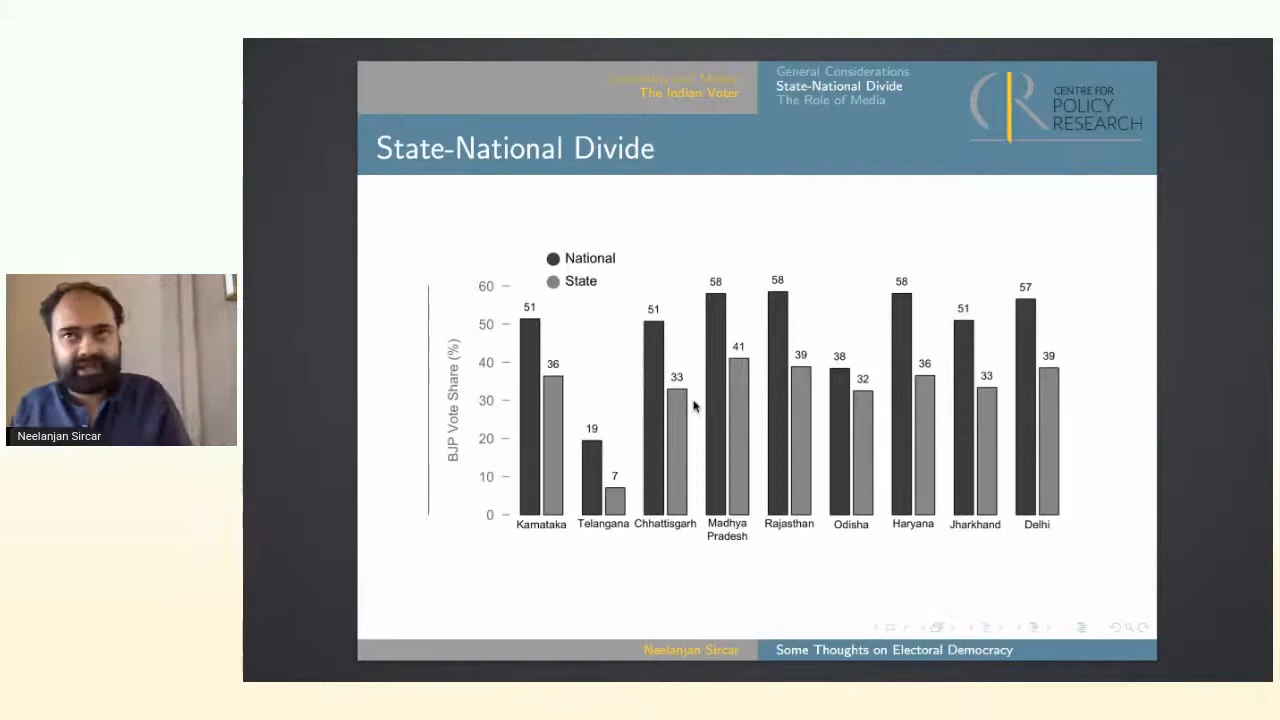 The Indian Voter
General Considerations
State-National Divide
The Role of Media
CENTRE FOR
POLICY
RESEARCH
State-National Divide
National
State
BJP Vote Share (%)
60
50
40
30
20
10
0
51
36
19
7
51
33
58
41
58
39
38
32
58
36
51
33
57
39
Karnataka
Telangana
Chhattisgarh
Madhya
Pradesh
Rajasthan
Odisha
Haryana
Jharkhand
Delhi
Neelanjan Sircar
Neelanjan Sircar
Some Thoughts on Electoral Democracy